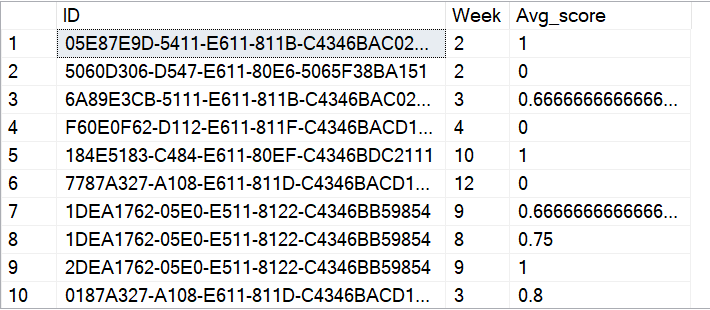 ID Week Avg_score
1 05E87E9D-5411-E611-811B-C4346BAC02... 2 1
2 5060D306-D547-E611-80E6-5065F38BA151 2 0
3 6A89E3CB-5111-E611-811B-C4346BAC02... 3 0.6666666666666...
4 F60E0F62-D112-E611-811F-C4346BACD1... 4 0
5 184E5183-C484-E611-80EF-C4346BDC2111 10 1
6 7787A327-A108-E611-811D-C4346BACD1... 12 0
7 1DEA1762-05E0-E511-8122-C4346BB59854 9 0.6666666666666...
8 1DEA1762-05E0-E511-8122-C4346BB59854 8 0.75
9 2DEA1762-05E0-E511-8122-C4346BB59854 9 1
10 0187A327-A108-E611-811D-C4346BACD1... 3 0.8